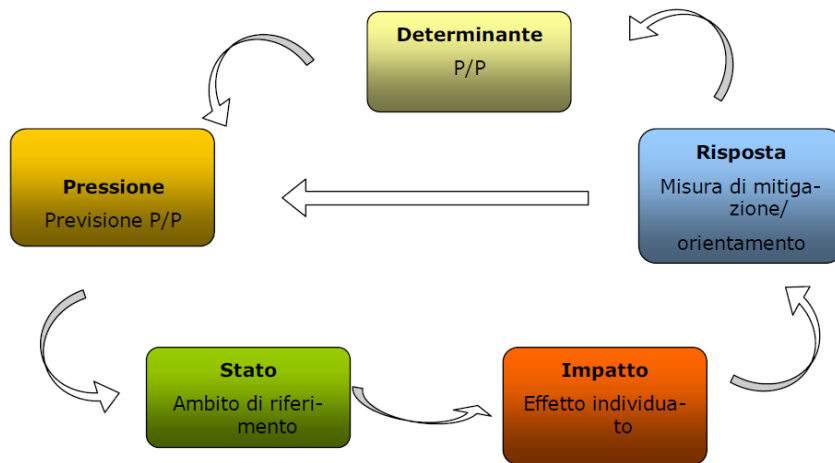 Determinante
P/P
Pressione
Previsione P/P
Risposta
Misura di mitiga-
zione/
orientamento
Stato
Ambito di riferi-
mento
Impatto
Effetto individua-
to